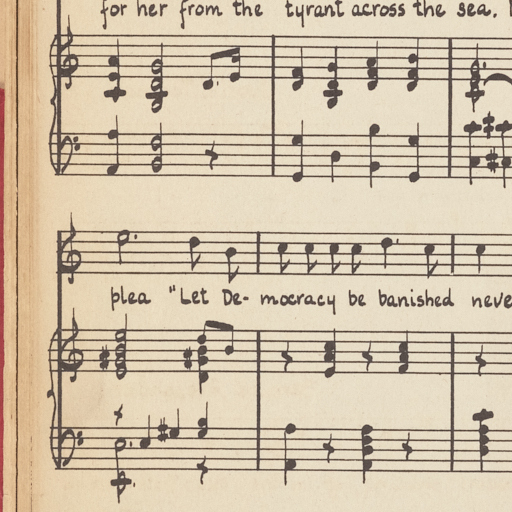 for her from the tyrant across the sea.
plea "Let De- mocracy be banished neve